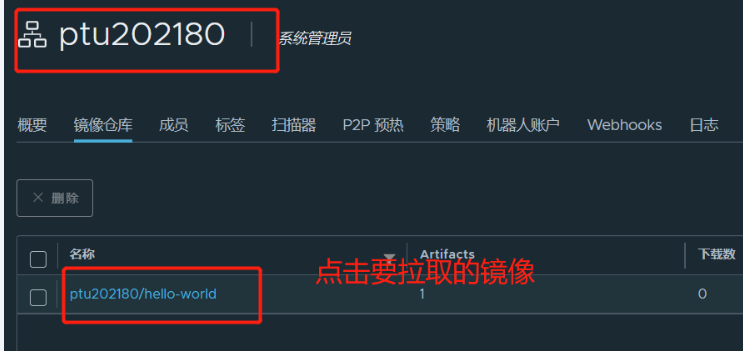 ptu202180 系统管理员
概要 镜像仓库 成员 标签 扫描器 P2P 预热 策略 机器人账户 Webhooks 日志
删除
名称 Artifacts 下载数
点击要拉取的镜像
ptu202180/hello-world 1 0